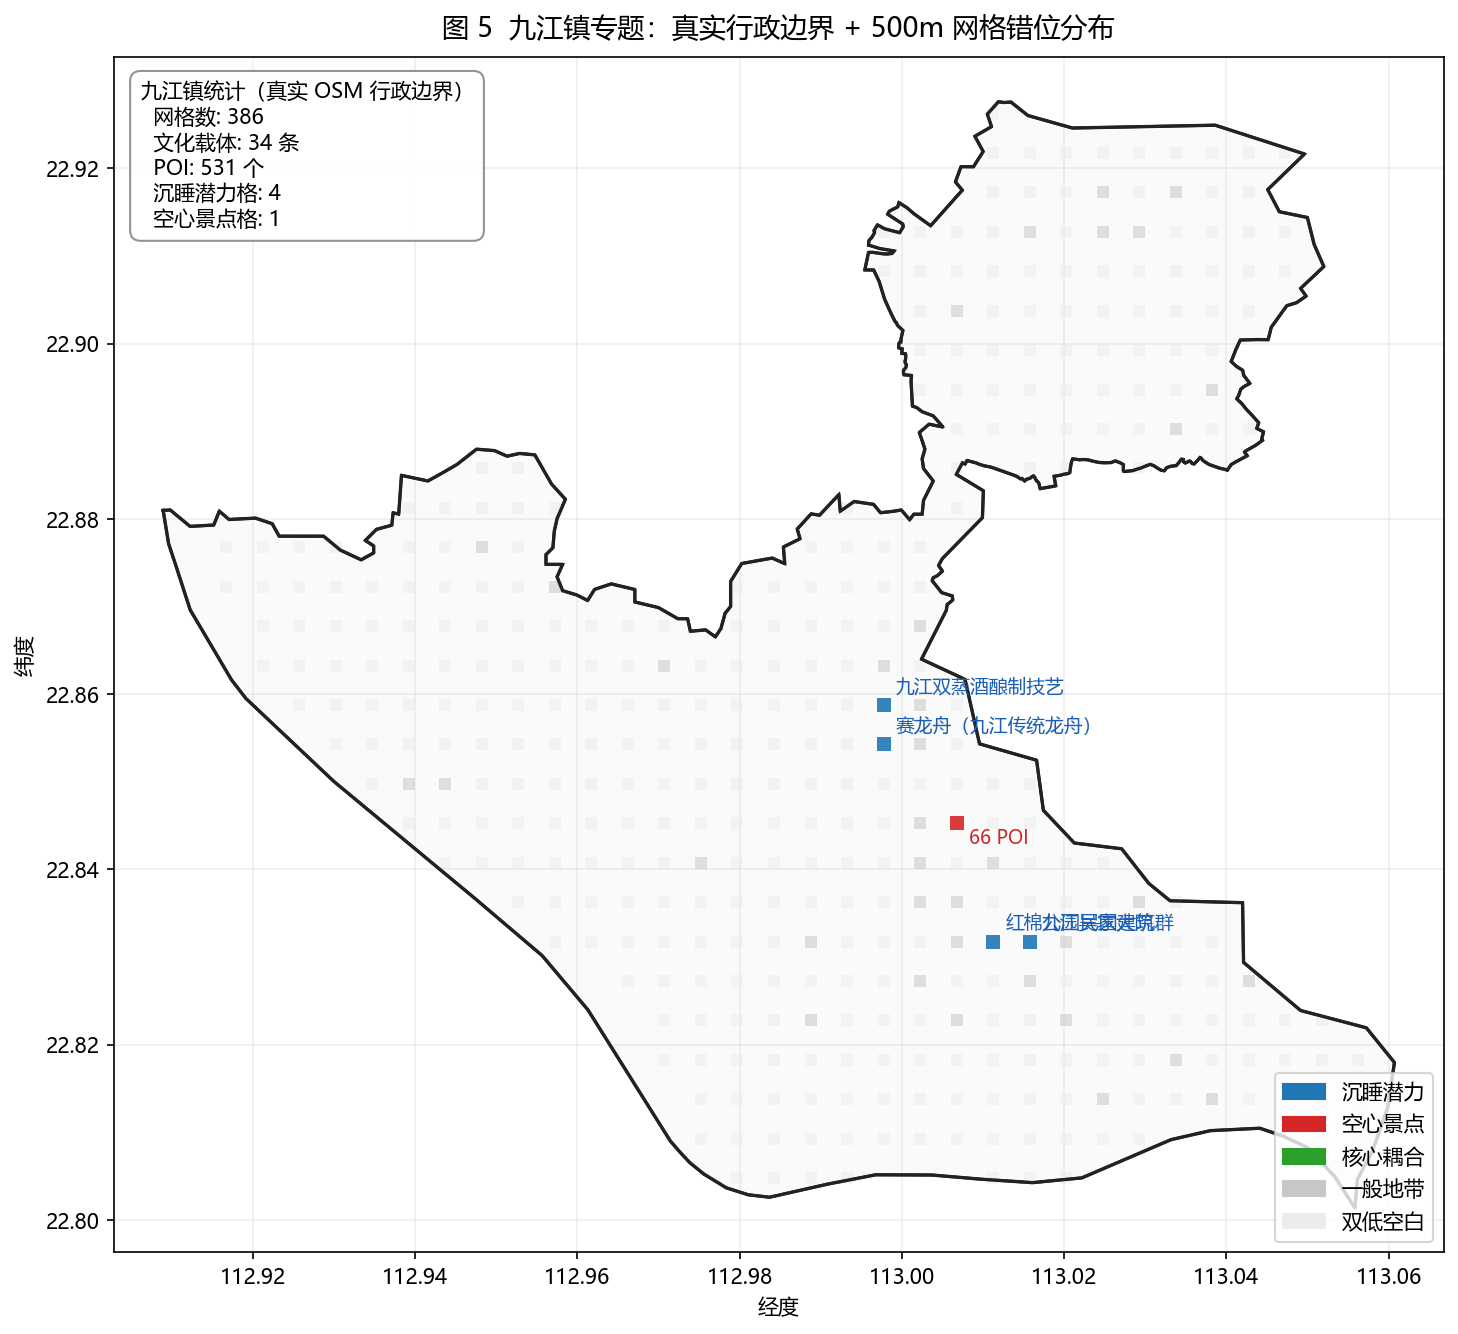 图 5  九江镇专题：真实行政边界 + 500m 网格错位分布
九江镇统计（真实 OSM 行政边界）
网格数: 386
文化载体: 34 条
POI: 531 个
沉睡潜力格: 4
空心景点格: 1
22.92
22.90
22.88
22.86
22.84
22.82
22.80
纬度
九江双蒸酒酿制技艺
赛龙舟（九江传统龙舟）
66 POI
红棉
群
沉睡潜力
空心景点
核心耦合
一般地带
双低空白
112.92
112.94
112.96
112.98
113.00
113.02
113.04
113.06
经度